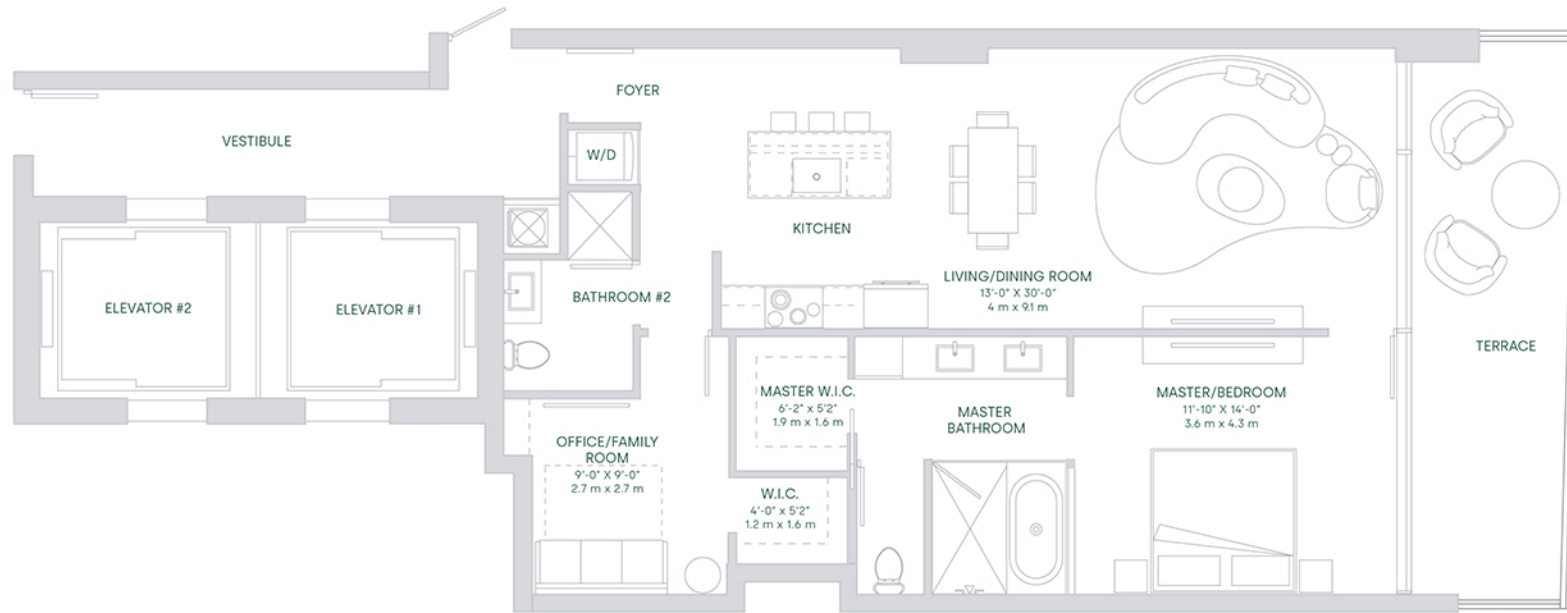 FOYER
VESTIBULE
W/D
KITCHEN
LIVING/DINING ROOM
13'-0" X 30'-0"
4 m x 9.1 m
BATHROOM #2
ELEVATOR #2
ELEVATOR #1
TERRACE
MASTER W.I.C.
6'-2" x 5'2"
1.9 m x 1.6 m
MASTER
BATHROOM
MASTER/BEDROOM
11'-10" X 14'-0"
3.6 m x 4.3 m
OFFICE/FAMILY
ROOM
9'-0" X 9'-0"
2.7 m x 2.7 m
W.I.C.
4'-0" x 5'2"
1.2 m x 1.6 m